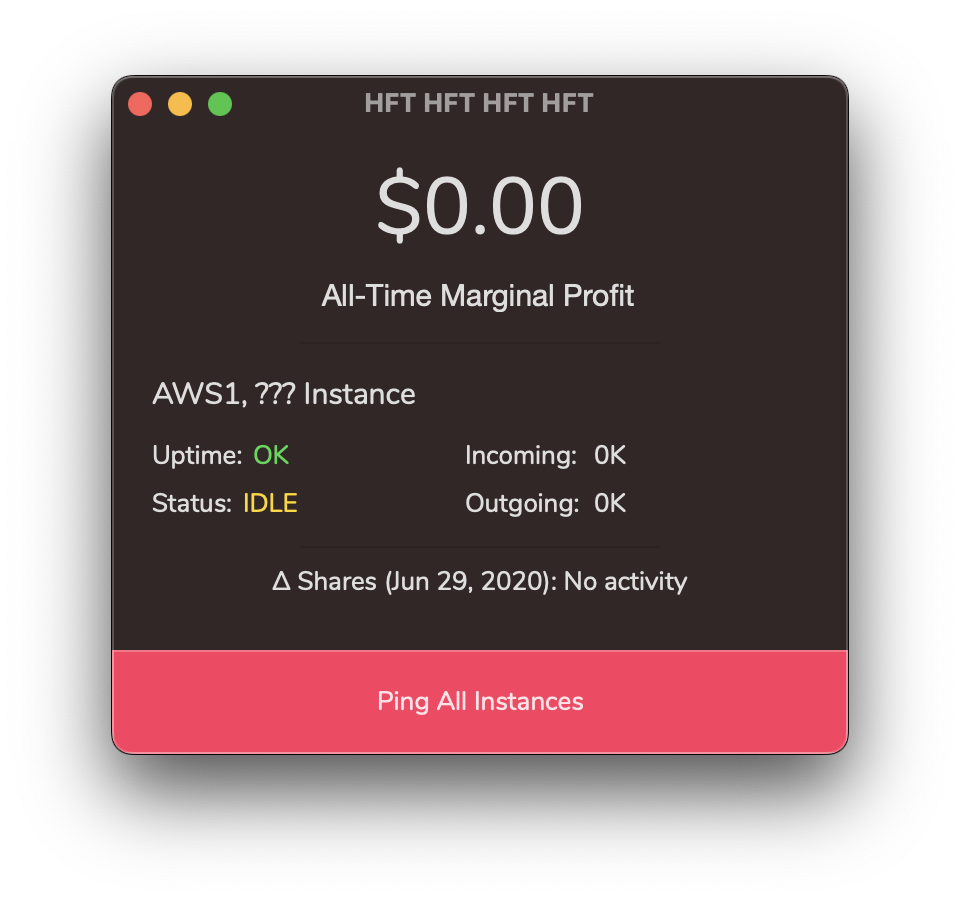 HFT HFT HFT HFT
$0.00
All-Time Marginal Profit
AWS1, ??? Instance
Uptime: OK
Incoming: 0K
Status: IDLE
Outgoing: 0K
Δ Shares (Jun 29, 2020): No activity
Ping All Instances